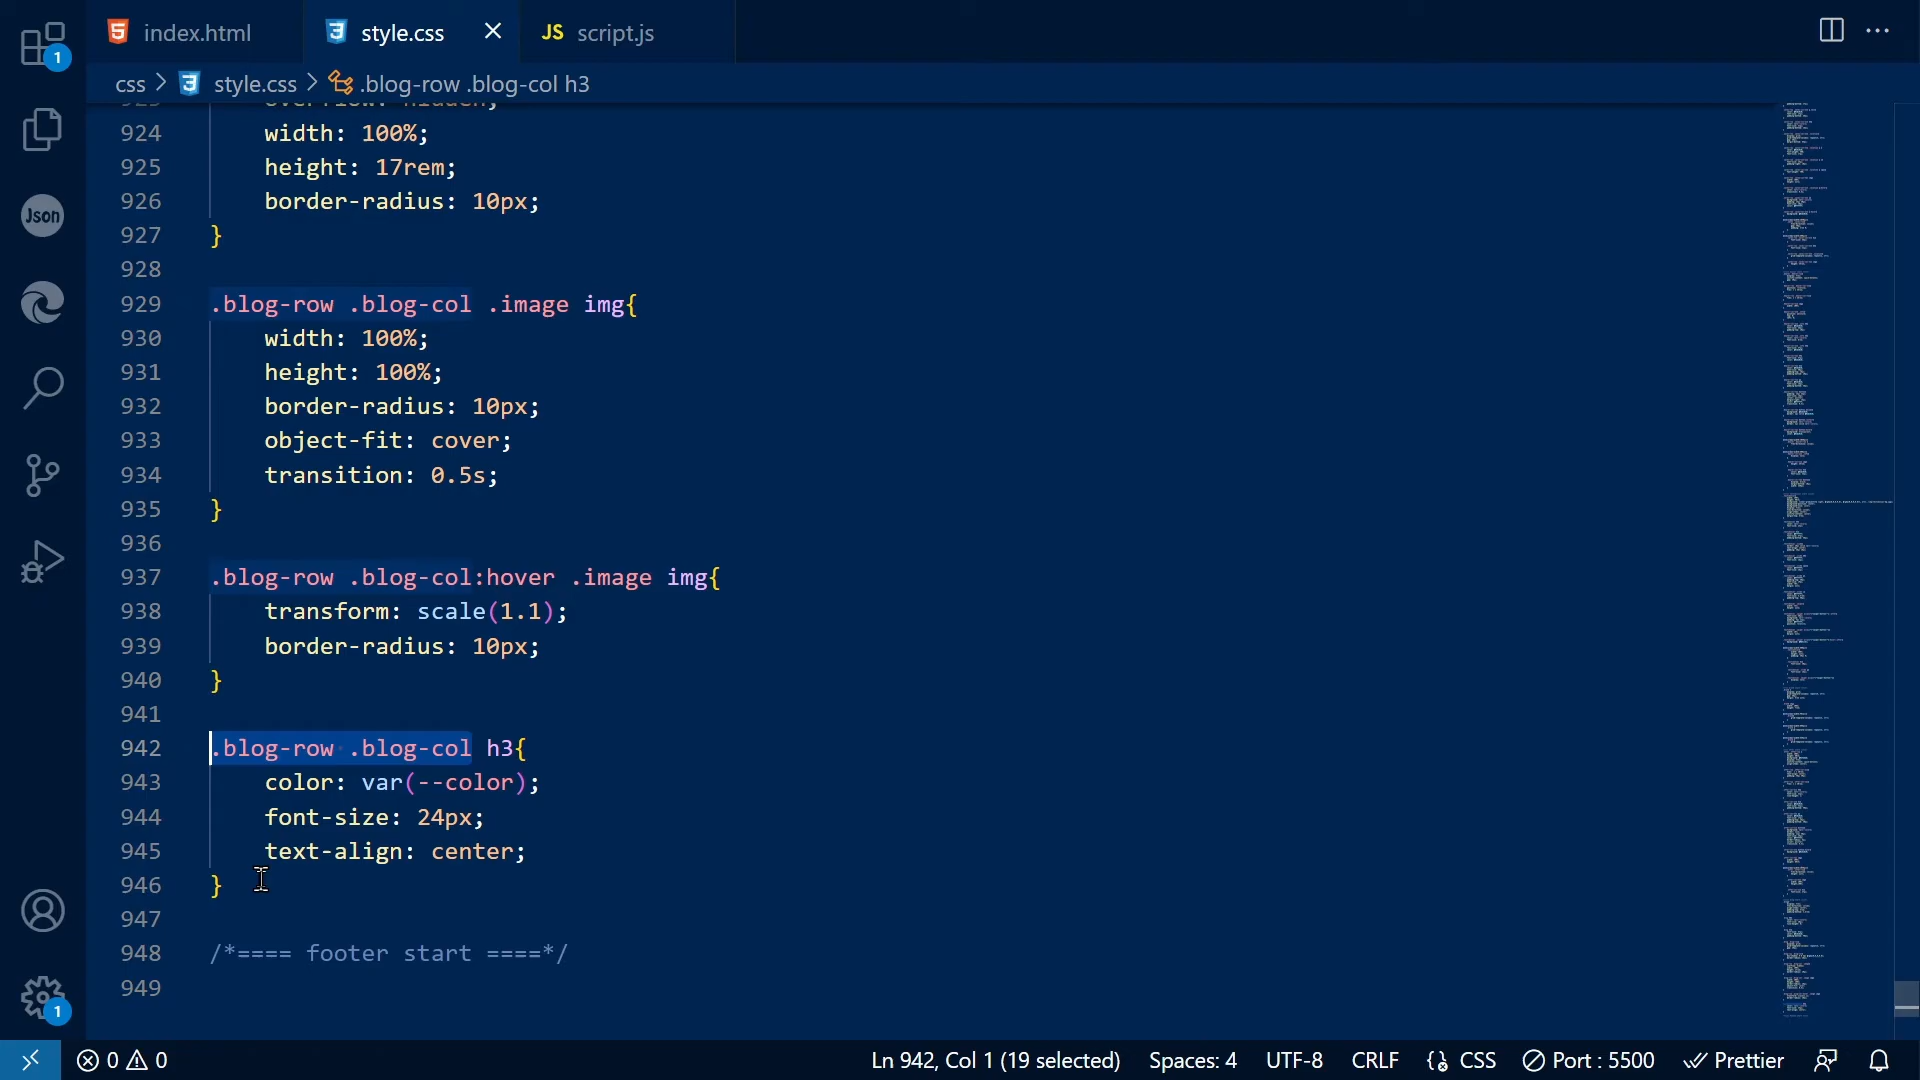 1
index.html
style.css
JS script.js
css > style.css > .blog-row .blog-col h3
924 width: 100%;
925 height: 17rem;
926 border-radius: 10px;
927 }
928
929 .blog-row .blog-col .image img{
930 width: 100%;
931 height: 100%;
932 border-radius: 10px;
933 object-fit: cover;
934 transition: 0.5s;
935 }
936
937 .blog-row .blog-col:hover .image img{
938 transform: scale(1.1);
939 border-radius: 10px;
940 }
941
942 .blog-row .blog-col h3{
943 color: var(--color);
944 font-size: 24px;
945 text-align: center;
946 }
947
948 /*==== footer start ====*/
949
Json
1
0 0
Ln 942, Col 1 (19 selected)
Spaces: 4
UTF-8
CRLF
CSS
Port : 5500
Prettier